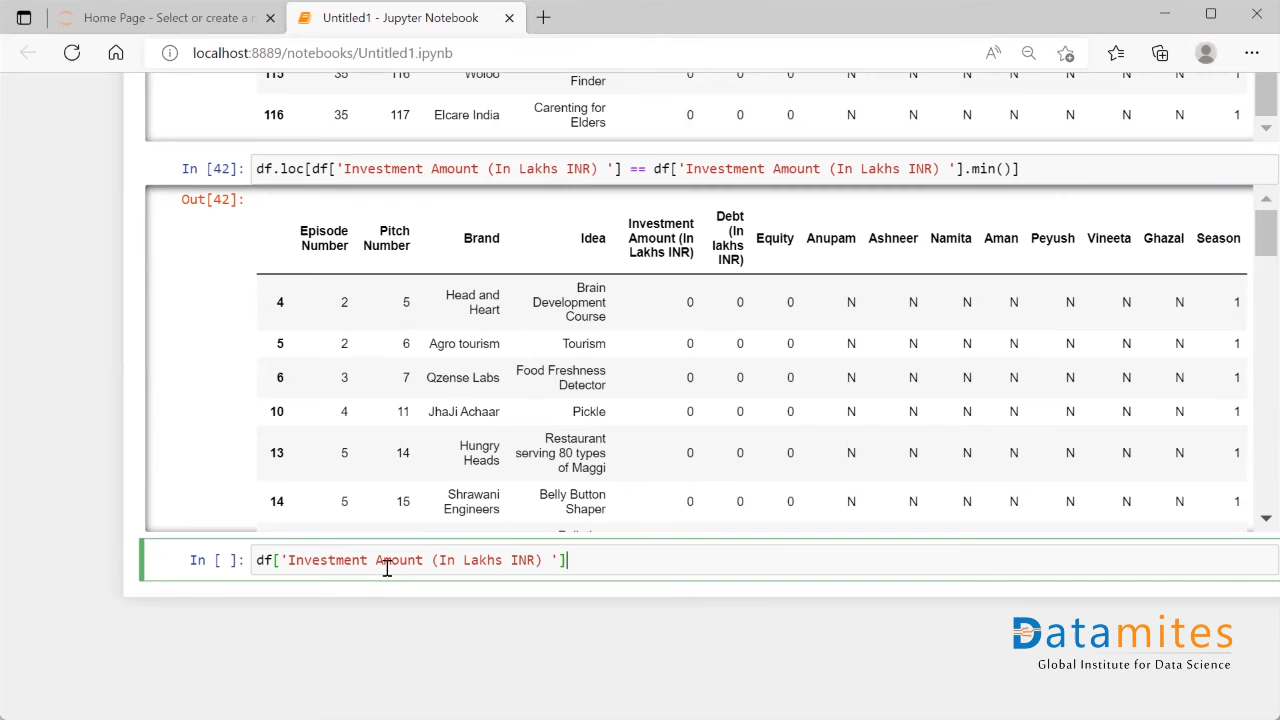 Home Page - Select or create a n
Untitled1 - Jupyter Notebook
localhost:8889/notebooks/Untitled1.ipynb
115 35 116 Woloo Finder 0 0 0 N N N N N N N 1
116 35 117 Elcare India Carenting for Elders 0 0 0 N N N N N N N 1
In [42]: df.loc[df['Investment Amount (In Lakhs INR) '] == df['Investment Amount (In Lakhs INR) '].min()]
Out[42]:
Episode Number Pitch Number Brand Idea Investment Amount (In Lakhs INR) Debt (In lakhs INR) Equity Anupam Ashneer Namita Aman Peyush Vineeta Ghazal Season
4 2 5 Head and Heart Brain Development Course 0 0 0 N N N N N N N 1
5 2 6 Agro tourism Tourism 0 0 0 N N N N N N N 1
6 3 7 Qzense Labs Food Freshness Detector 0 0 0 N N N N N N N 1
10 4 11 JhaJi Achaar Pickle 0 0 0 N N N N N N N 1
13 5 14 Hungry Heads Restaurant serving 80 types of Maggi 0 0 0 N N N N N N N 1
14 5 15 Shrawani Engineers Belly Button Shaper 0 0 0 N N N N N N N 1
In [ ]: df['Investment Amount (In Lakhs INR) ']
Datamites
Global Institute for Data Science